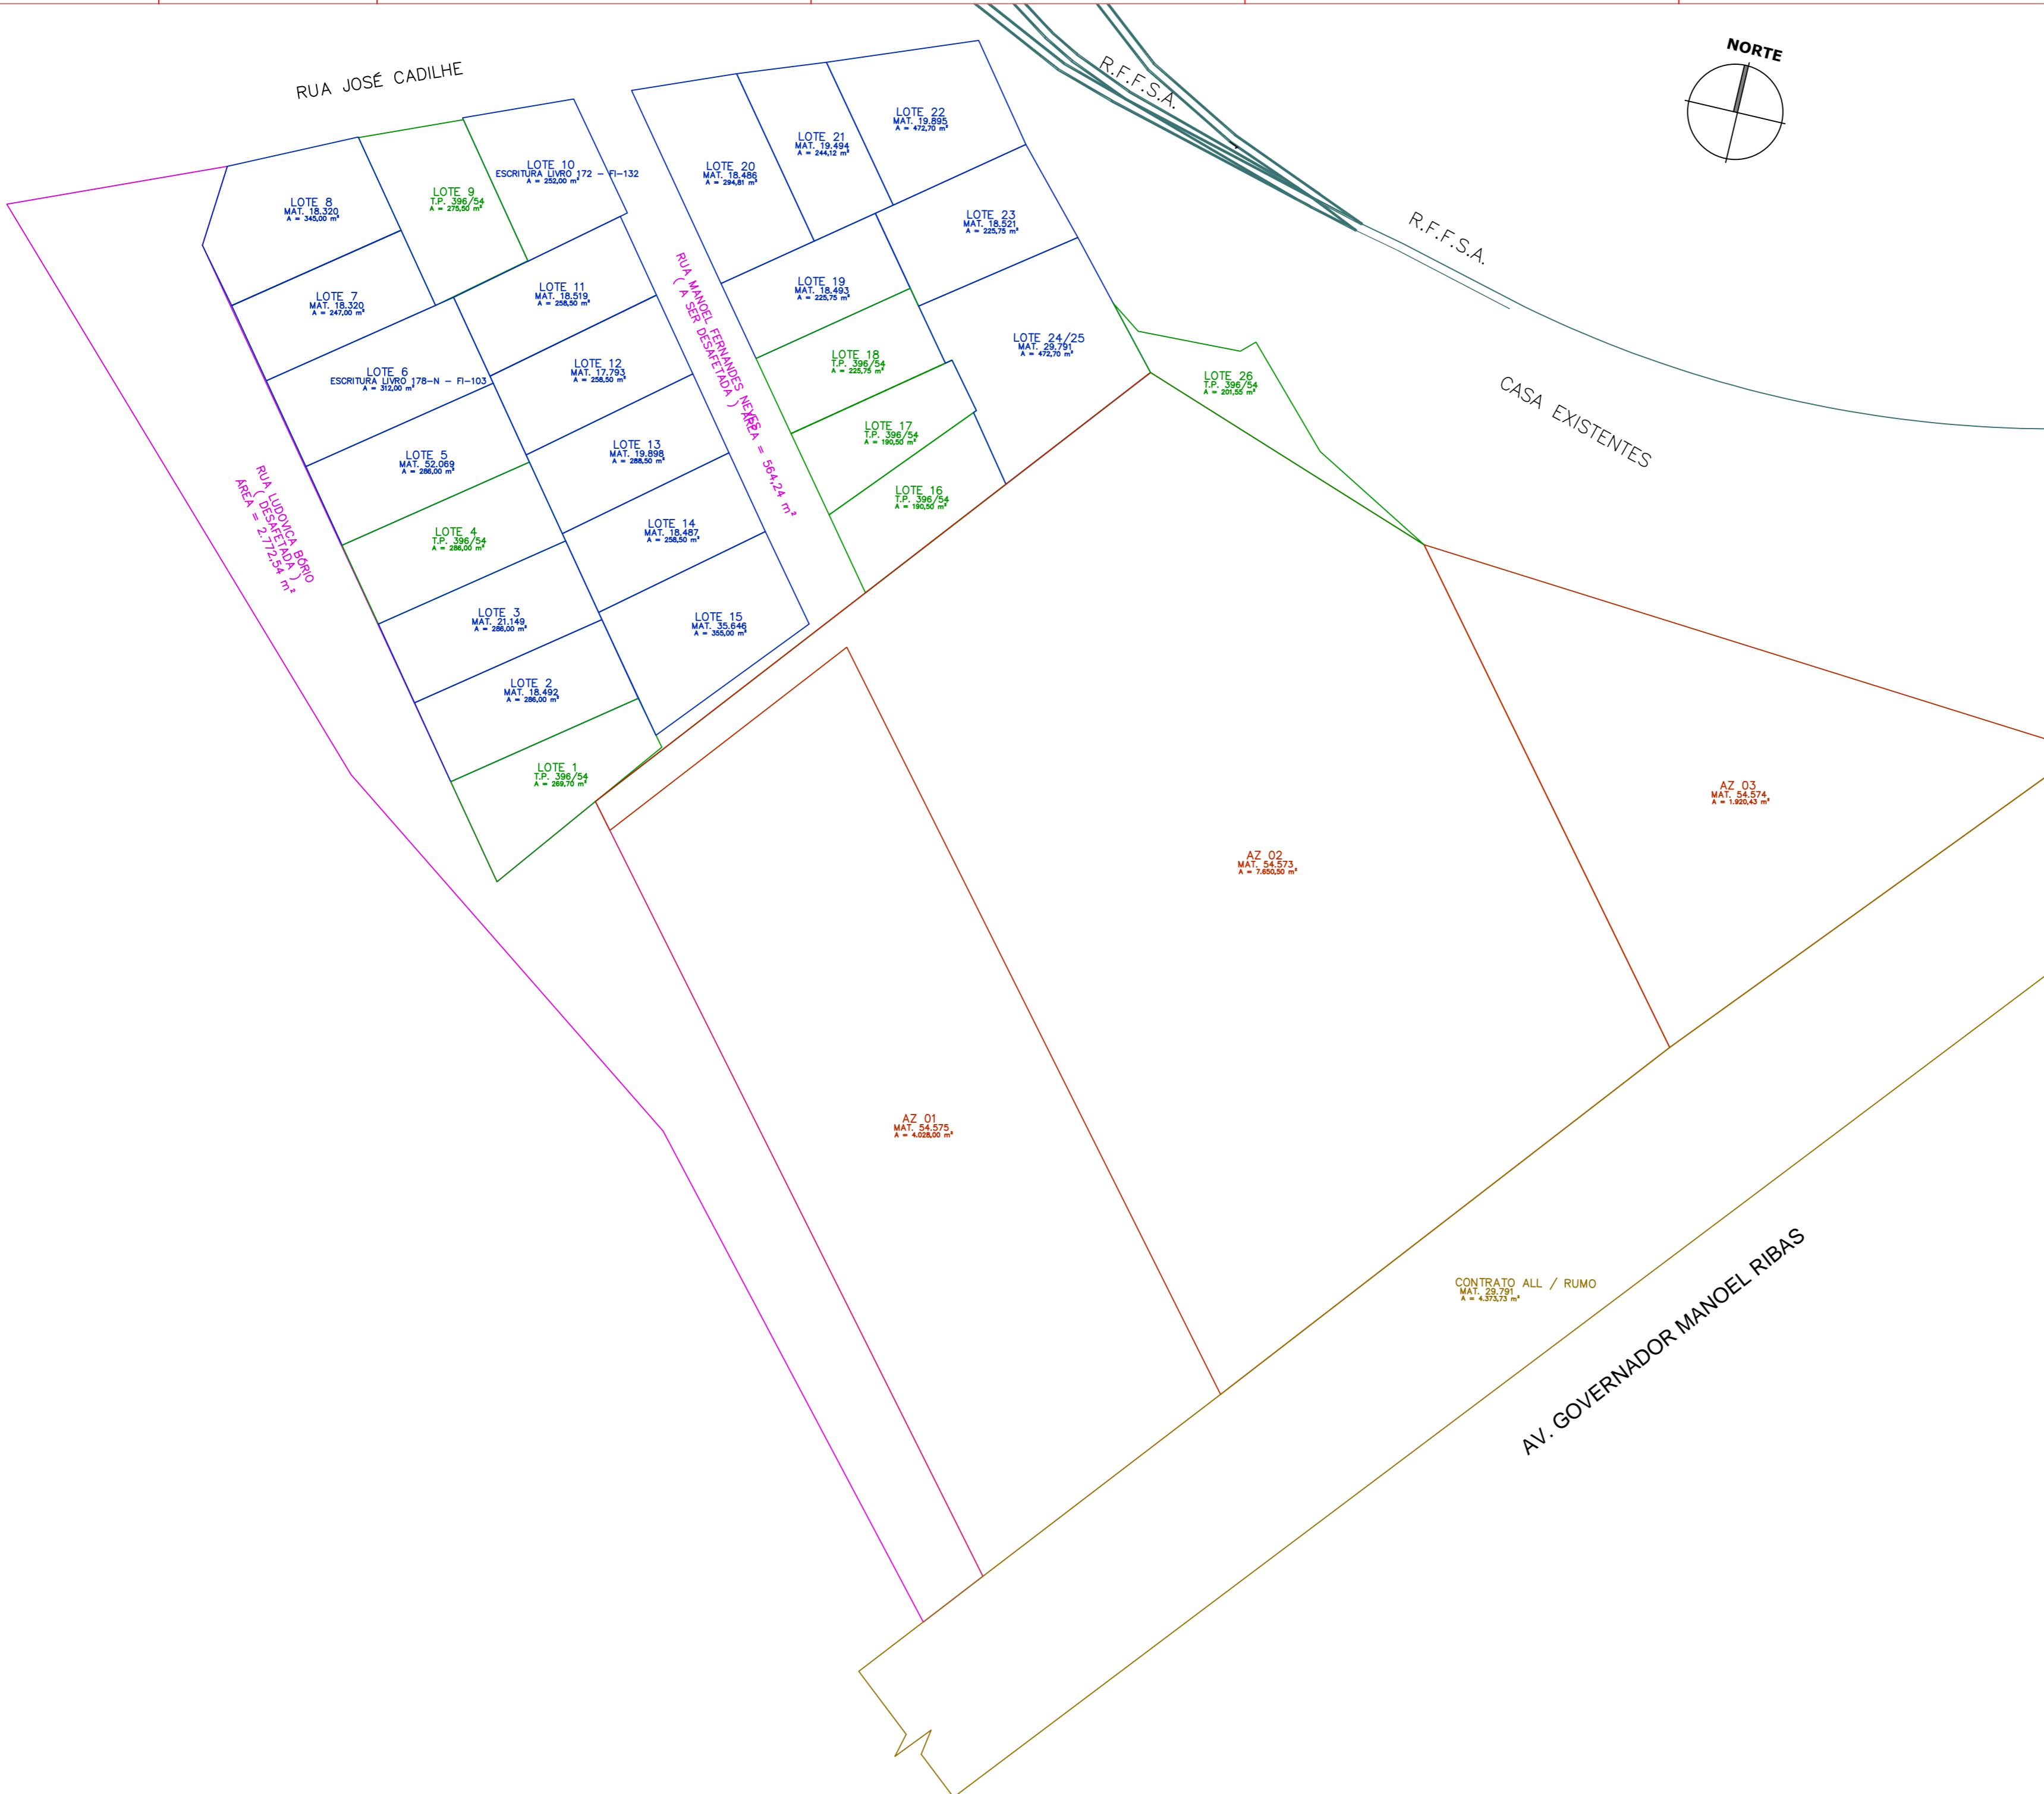 NORTE
R.F.F.S.A.
RUA JOSÉ CADILHE
LOTE 22
MAT. 19.895
A = 472,70 m²
LOTE 21
MAT. 19.494
A = 244,12 m²
LOTE 20
MAT. 18.486
A = 294,81 m²
LOTE 10
ESCRITURA LIVRO 172 - Fl-132
A = 252,00 m²
LOTE 9
T.P. 396/54
A = 275,50 m²
LOTE 8
MAT. 18.320
A = 345,00 m²
LOTE 23
MAT. 18.521
A = 225,75 m²
R.F.F.S.A.
LOTE 7
MAT. 18.320
A = 247,00 m²
LOTE 11
MAT. 18.519
A = 258,50 m²
LOTE 19
MAT. 18.493
A = 225,75 m²
RUA MANOEL FERNANDES NEVES
( A SER DESAFETADA ) ÁREA = 564,24 m²
LOTE 24/25
MAT. 29.791
A = 472,70 m²
LOTE 18
T.P. 396/54
A = 225,75 m²
LOTE 12
MAT. 17.793
A = 258,50 m²
LOTE 6
ESCRITURA LIVRO 178-N - Fl-103
A = 312,00 m²
LOTE 26
T.P. 396/54
A = 201,55 m²
CASA EXISTENTES
LOTE 17
T.P. 396/54
A = 190,50 m²
LOTE 13
MAT. 19.898
A = 288,50 m²
LOTE 5
MAT. 52.069
A = 286,00 m²
LOTE 16
T.P. 396/54
A = 190,50 m²
LOTE 14
MAT. 18.487
A = 258,50 m²
LOTE 4
T.P. 396/54
A = 286,00 m²
RUA LUDOVICA BÓRIO
( DESAFETADA )
ÁREA = 2.772,54 m²
LOTE 3
MAT. 21.149
A = 286,00 m²
LOTE 15
MAT. 35.646
A = 355,00 m²
LOTE 2
MAT. 18.492
A = 286,00 m²
LOTE 1
T.P. 396/54
A = 269,70 m²
AZ 03
MAT. 54.574
A = 1.920,43 m²
AZ 02
MAT. 54.573
A = 7.650,50 m²
AZ 01
MAT. 54.575
A = 4.028,00 m²
CONTRATO ALL / RUMO
MAT. 29.791
A = 4.373,73 m²
AV. GOVERNADOR MANOEL RIBAS